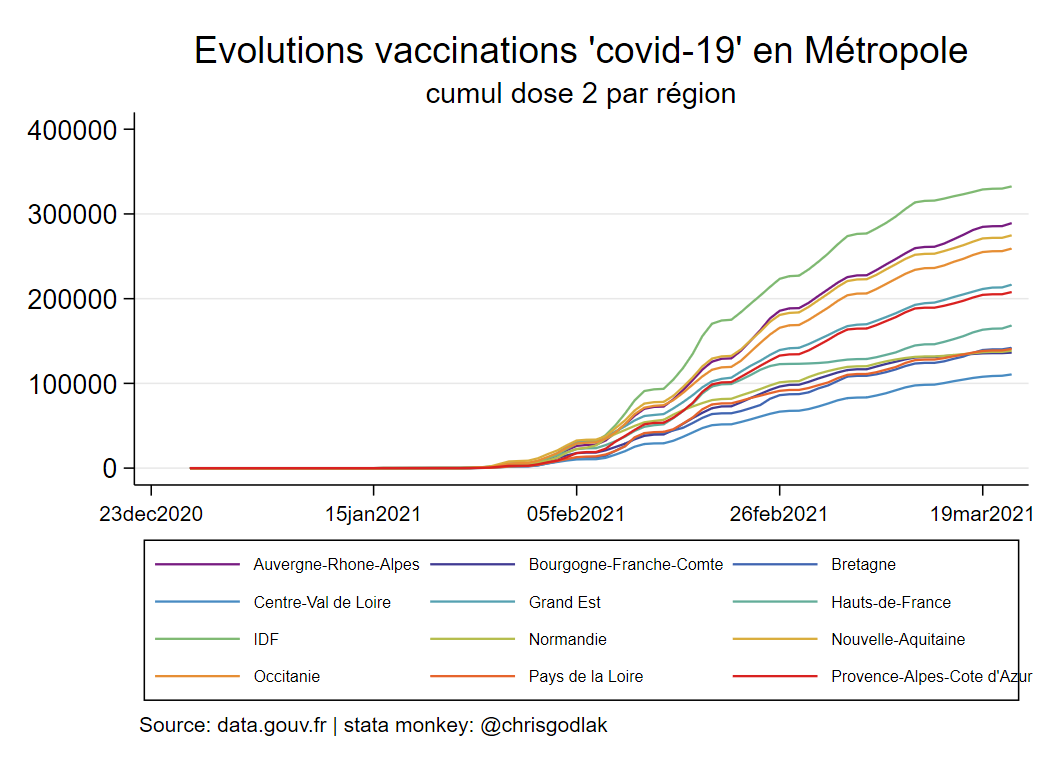 Evolutions vaccinations 'covid-19' en Métropole
cumul dose 2 par région
400000
300000
200000
100000
0
23dec2020 15jan2021 05feb2021 26feb2021 19mar2021
Auvergne-Rhone-Alpes Bourgogne-Franche-Comte Bretagne
Centre-Val de Loire Grand Est Hauts-de-France
IDF Normandie Nouvelle-Aquitaine
Occitanie Pays de la Loire Provence-Alpes-Cote d'Azur
Source: data.gouv.fr | stata monkey: @chrisgodlak